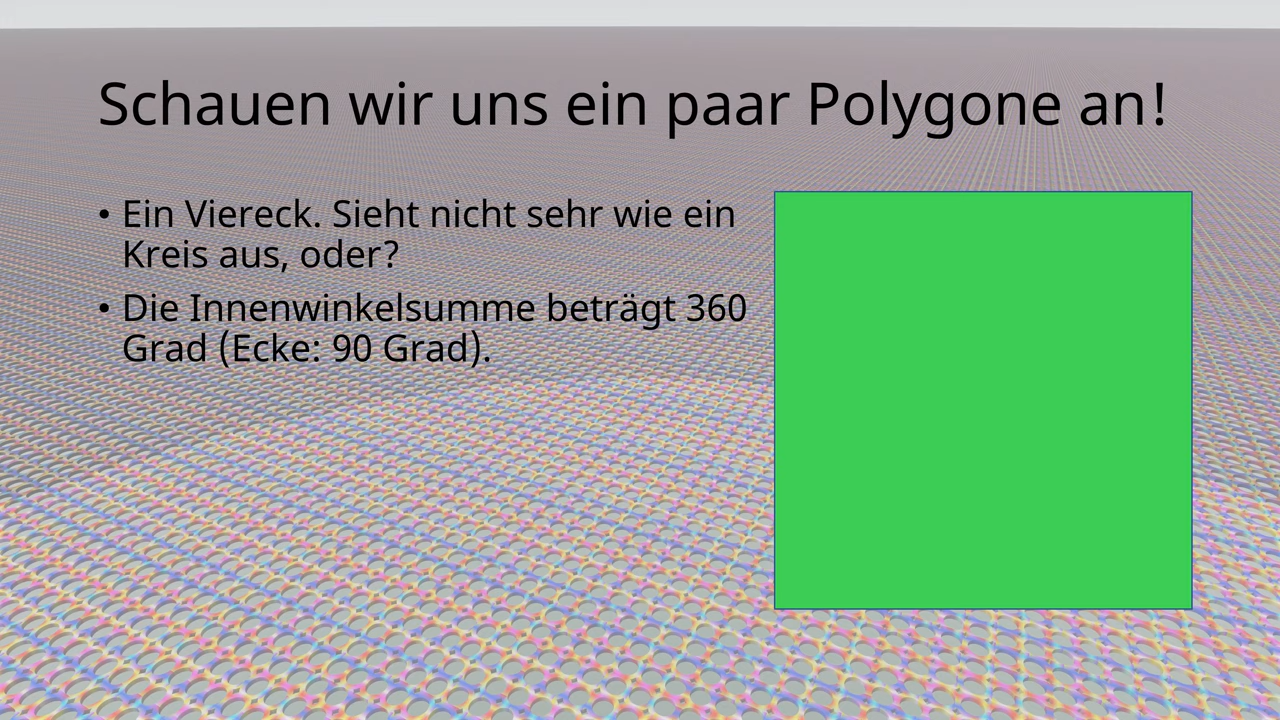 Schauen wir uns ein paar Polygone an!
• Ein Viereck. Sieht nicht sehr wie ein
Kreis aus, oder?
• Die Innenwinkelsumme beträgt 360
Grad (Ecke: 90 Grad).